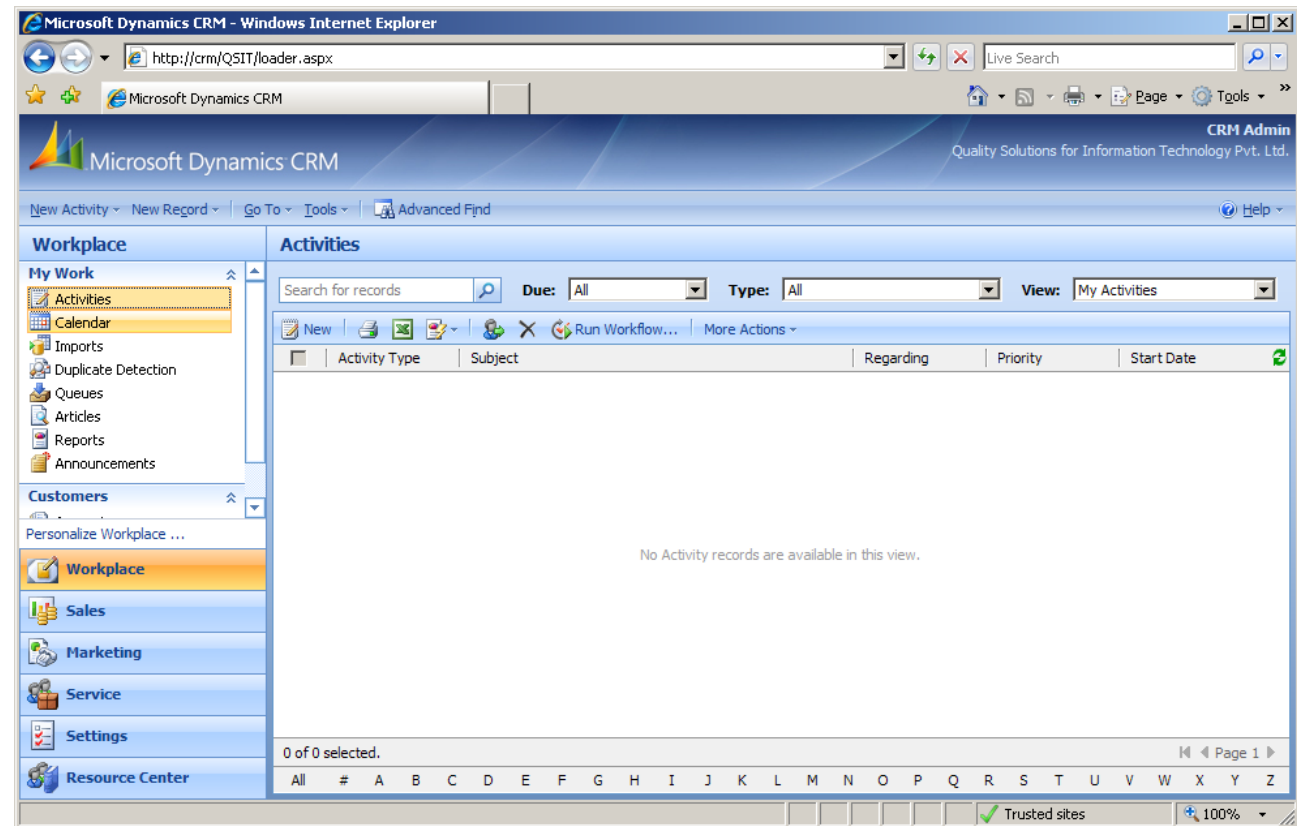 Microsoft Dynamics CRM - Windows Internet Explorer
http://crm/QSIT/loader.aspx
Live Search
Microsoft Dynamics CRM
Page
Tools
»
CRM Admin
Quality Solutions for Information Technology Pvt. Ltd.
Microsoft Dynamics CRM
New Activity New Record Go To Tools Advanced Find Help
Workplace
Activities
My Work
Activities
Calendar
Imports
Duplicate Detection
Queues
Articles
Reports
Announcements
Customers
Personalize Workplace ...
Workplace
Sales
Marketing
Service
Settings
Resource Center
Search for records Due: All Type: All View: My Activities
New Run Workflow... More Actions
Activity Type Subject Regarding Priority Start Date
No Activity records are available in this view.
0 of 0 selected. Page 1
All # A B C D E F G H I J K L M N O P Q R S T U V W X Y Z
Trusted sites 100%